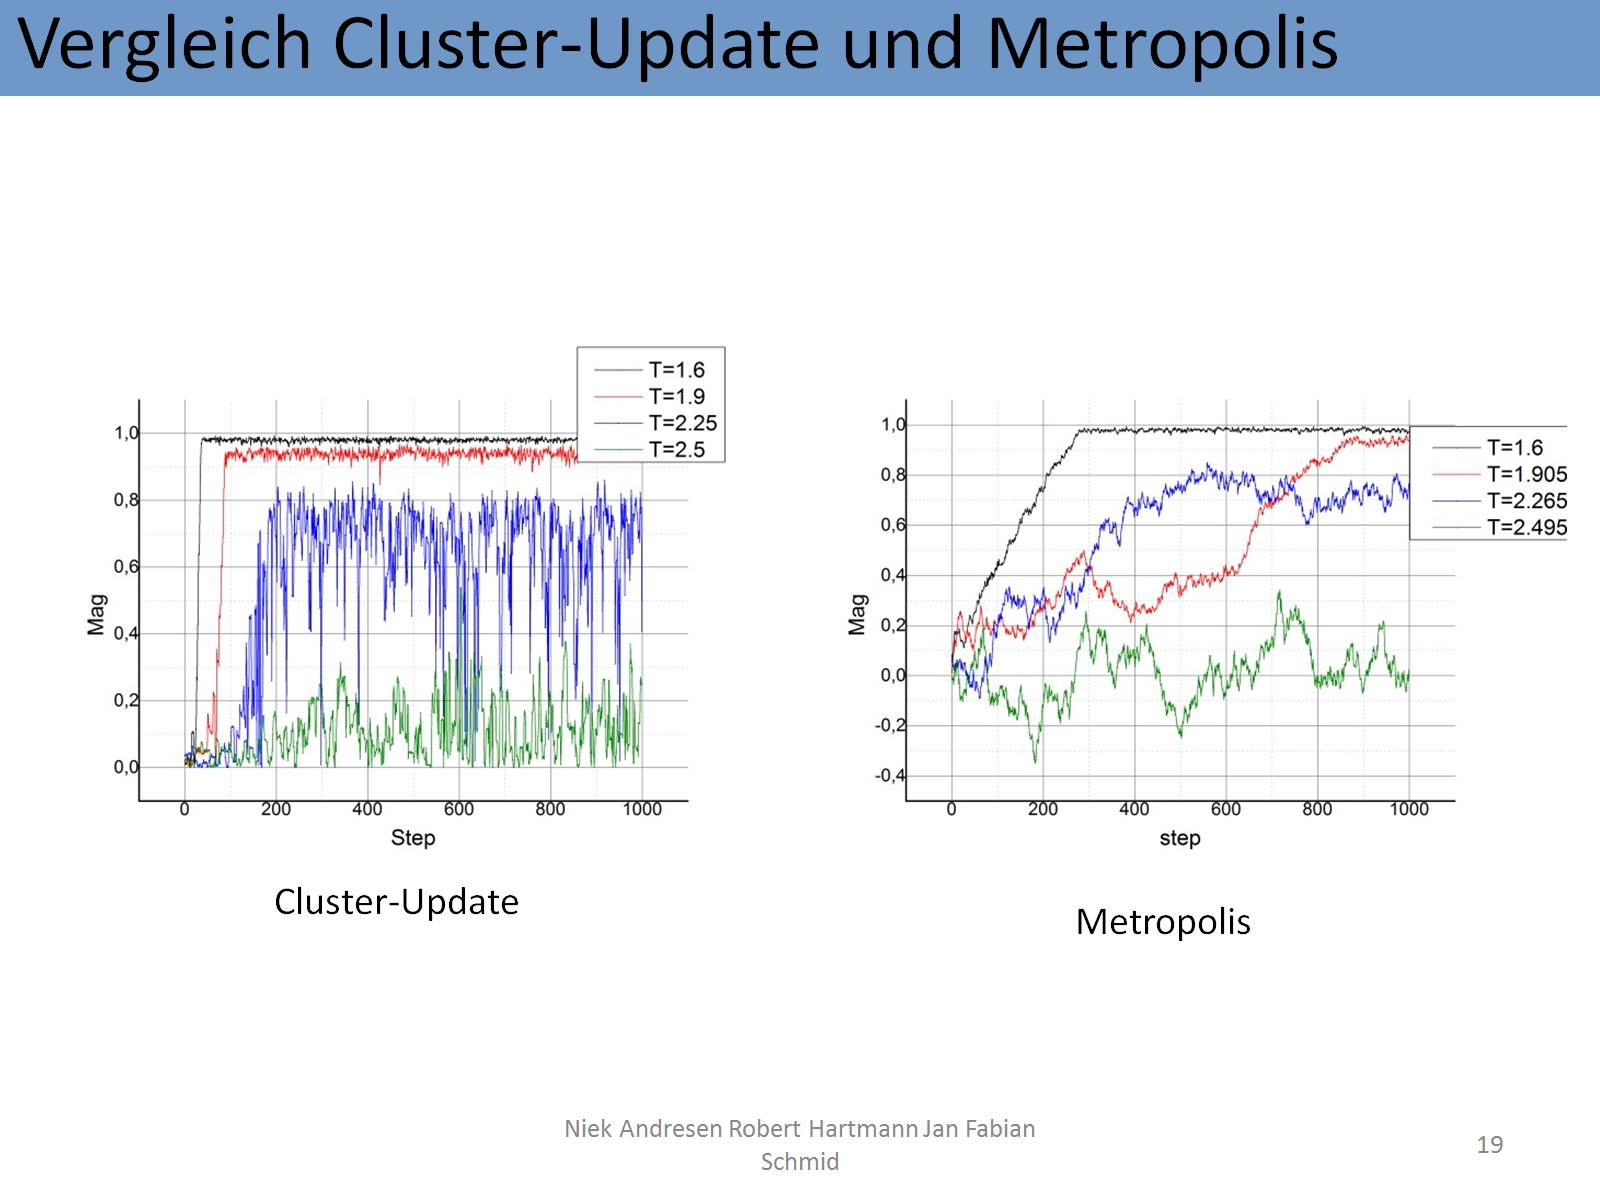 Vergleich Cluster-Update und Metropolis
T=1.6
T=1.9
T=2.25
T=2.5
1,0
0,8
0,6
0,4
0,2
0,0
Mag
0 200 400 600 800 1000
Step
Cluster-Update
T=1.6
T=1.905
T=2.265
T=2.495
1,0
0,8
0,6
0,4
0,2
0,0
-0,2
-0,4
Mag
0 200 400 600 800 1000
step
Metropolis
Niek Andresen Robert Hartmann Jan Fabian
Schmid
19